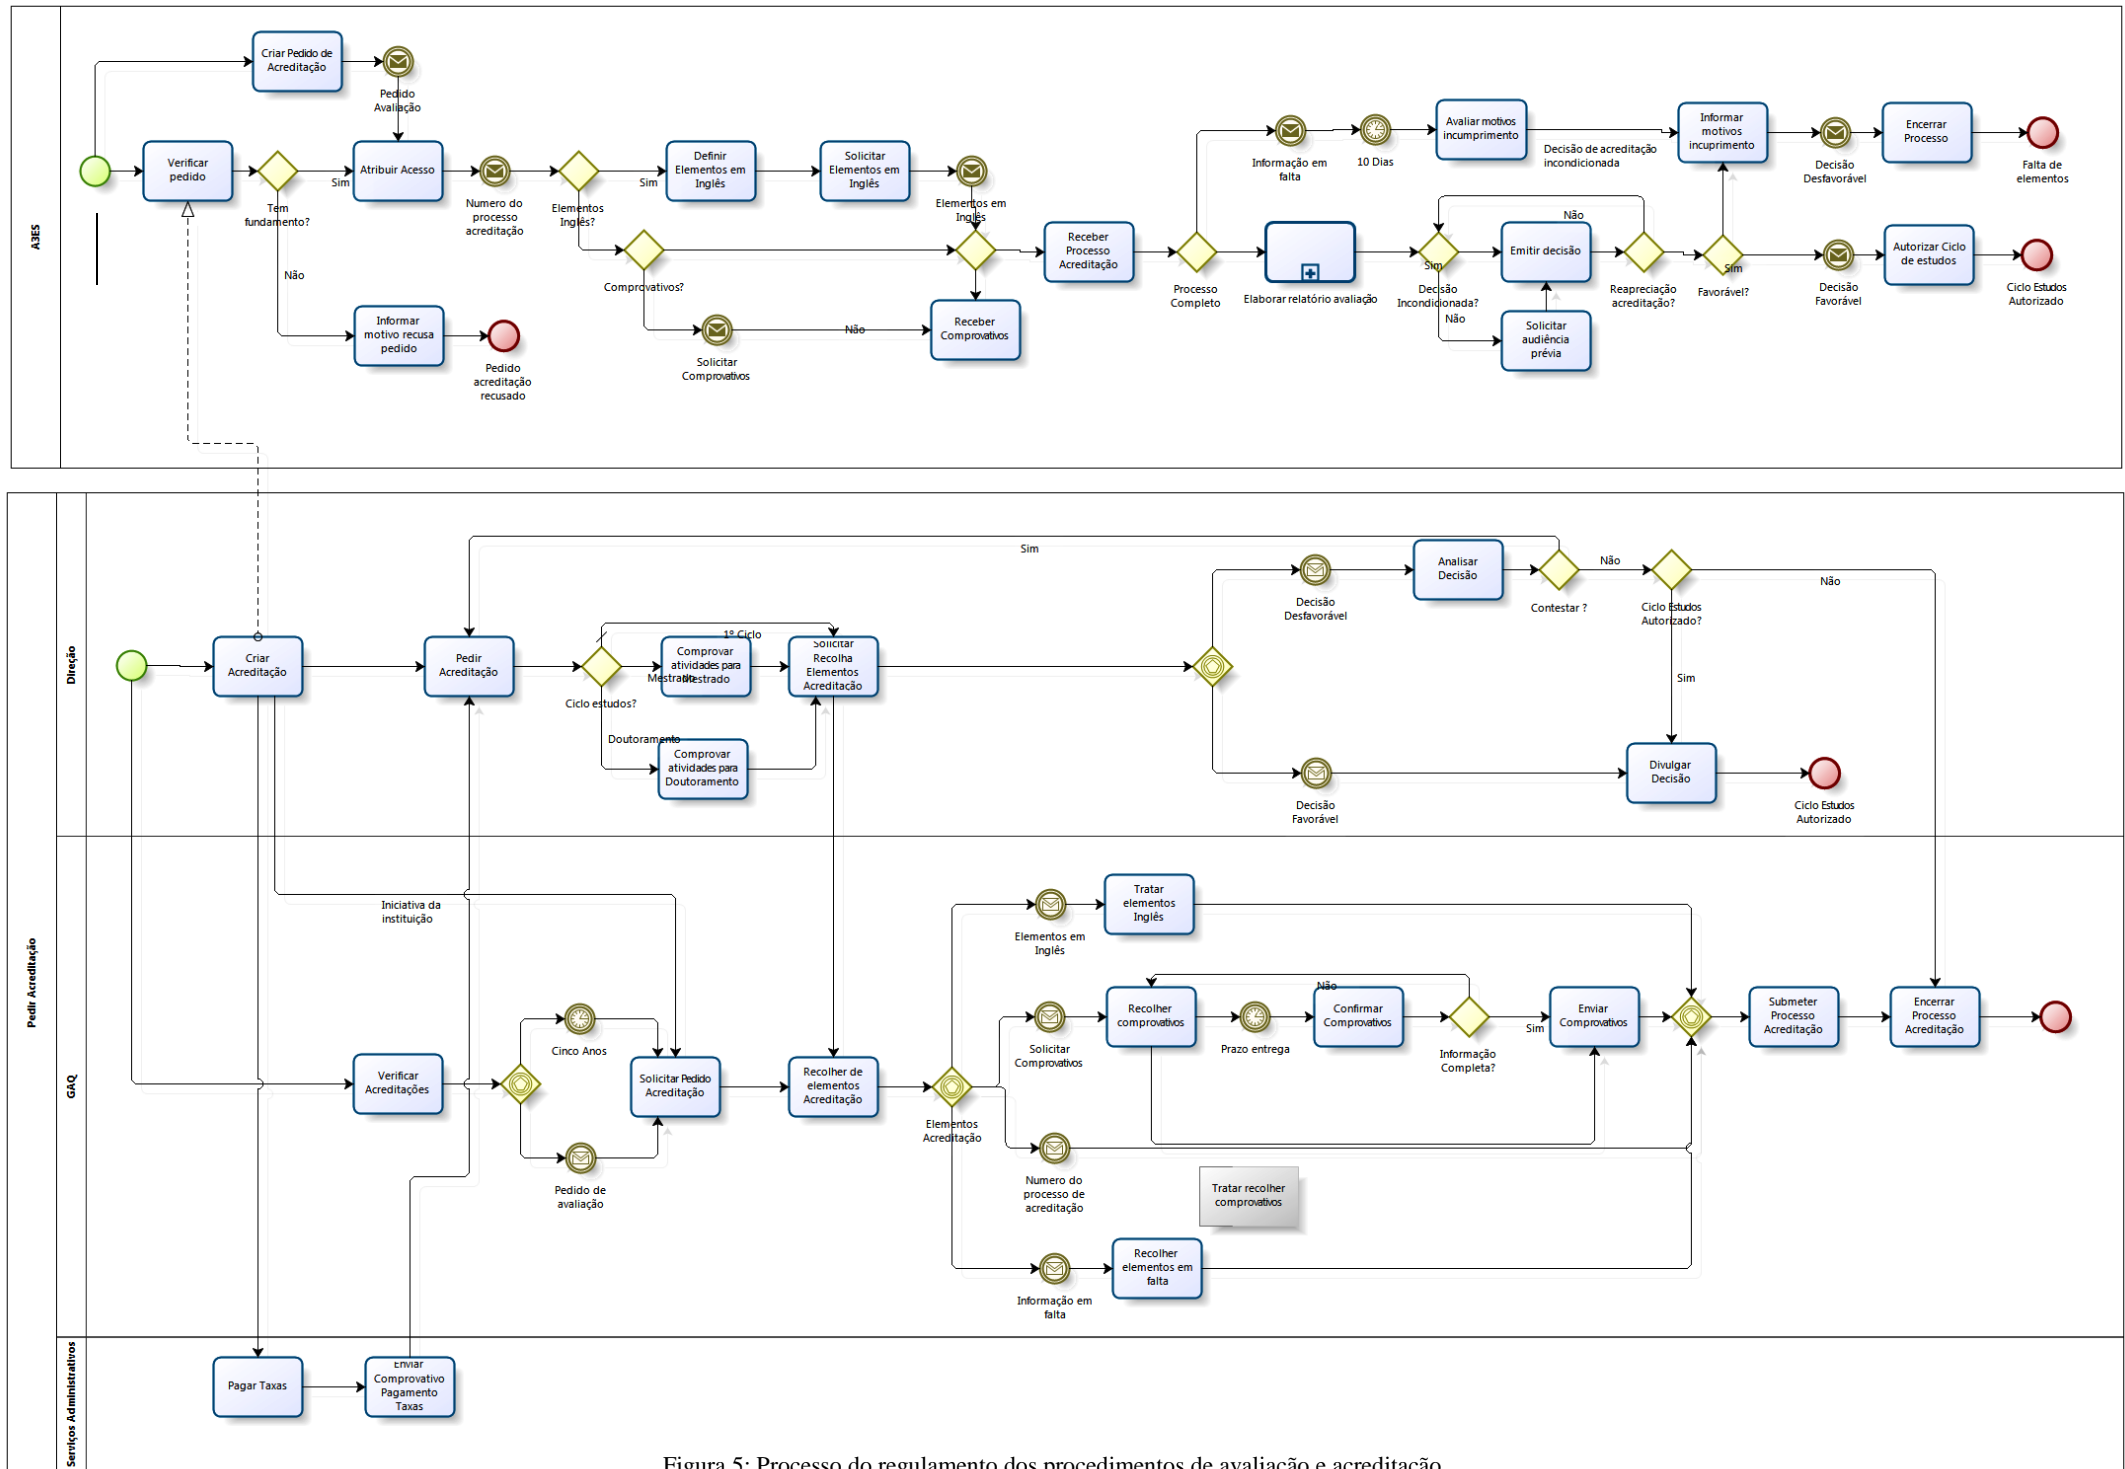 A3ES
Criar Pedido de
Acreditação
Pedido
Avaliação
Verificar
pedido
Tem
fundamento?
Sim
Não
Atribuir Acesso
Numero do
processo
acreditação
Informar
motivo recusa
pedido
Pedido
acreditação
recusado
Elementos
Inglês?
Sim
Definir
Elementos em
Inglês
Solicitar
Elementos em
Inglês
Elementos em
Inglês
Comprovativos?
Solicitar
Comprovativos
Não
Receber
Comprovativos
Receber
Processo
Acreditação
Processo
Completo
Informação em
falta
10 Dias
Avaliar motivos
incumprimento
Decisão de acreditação
incondicionada
Informar
motivos
incuprimento
Decisão
Desfavorável
Encerrar
Processo
Falta de
elementos
Elaborar relatório avaliação
Sim
Decisão
Incondicionada?
Não
Não
Emitir decisão
Solicitar
audiência
prévia
Reapreciação
acreditação?
Sim
Favorável?
Decisão
Favorável
Autorizar Ciclo
de estudos
Ciclo Estudos
Autorizado
Pedir Acreditação
Direção
Criar
Acreditação
Pedir
Acreditação
Sim
Ciclo estudos?
1º Ciclo
Mestrado
Comprovar
atividades para
Mestrado
Doutoramento
Comprovar
atividades para
Doutoramento
Solicitar
Recolha
Elementos
Acreditação
Decisão
Desfavorável
Analisar
Decisão
Contestar ?
Não
Ciclo Estudos
Autorizado?
Não
Sim
Decisão
Favorável
Divulgar
Decisão
Ciclo Estudos
Autorizado
GAQ
Iniciativa da
instituição
Verificar
Acreditações
Cinco Anos
Pedido de
avaliação
Solicitar Pedido
Acreditação
Recolher de
elementos
Acreditação
Elementos
Acreditação
Elementos em
Inglês
Tratar
elementos
Inglês
Solicitar
Comprovativos
Recolher
comprovativos
Prazo entrega
Não
Confirmar
Comprovativos
Informação
Completa?
Sim
Enviar
Comprovativos
Submeter
Processo
Acreditação
Encerrar
Processo
Acreditação
Numero do
processo de
acreditação
Tratar recolher
comprovativos
Informação em
falta
Recolher
elementos em
falta
Serviços Administrativos
Pagar Taxas
Enviar
Comprovativo
Pagamento
Taxas
Figura 5: Processo do regulamento dos procedimentos de avaliação e acreditação